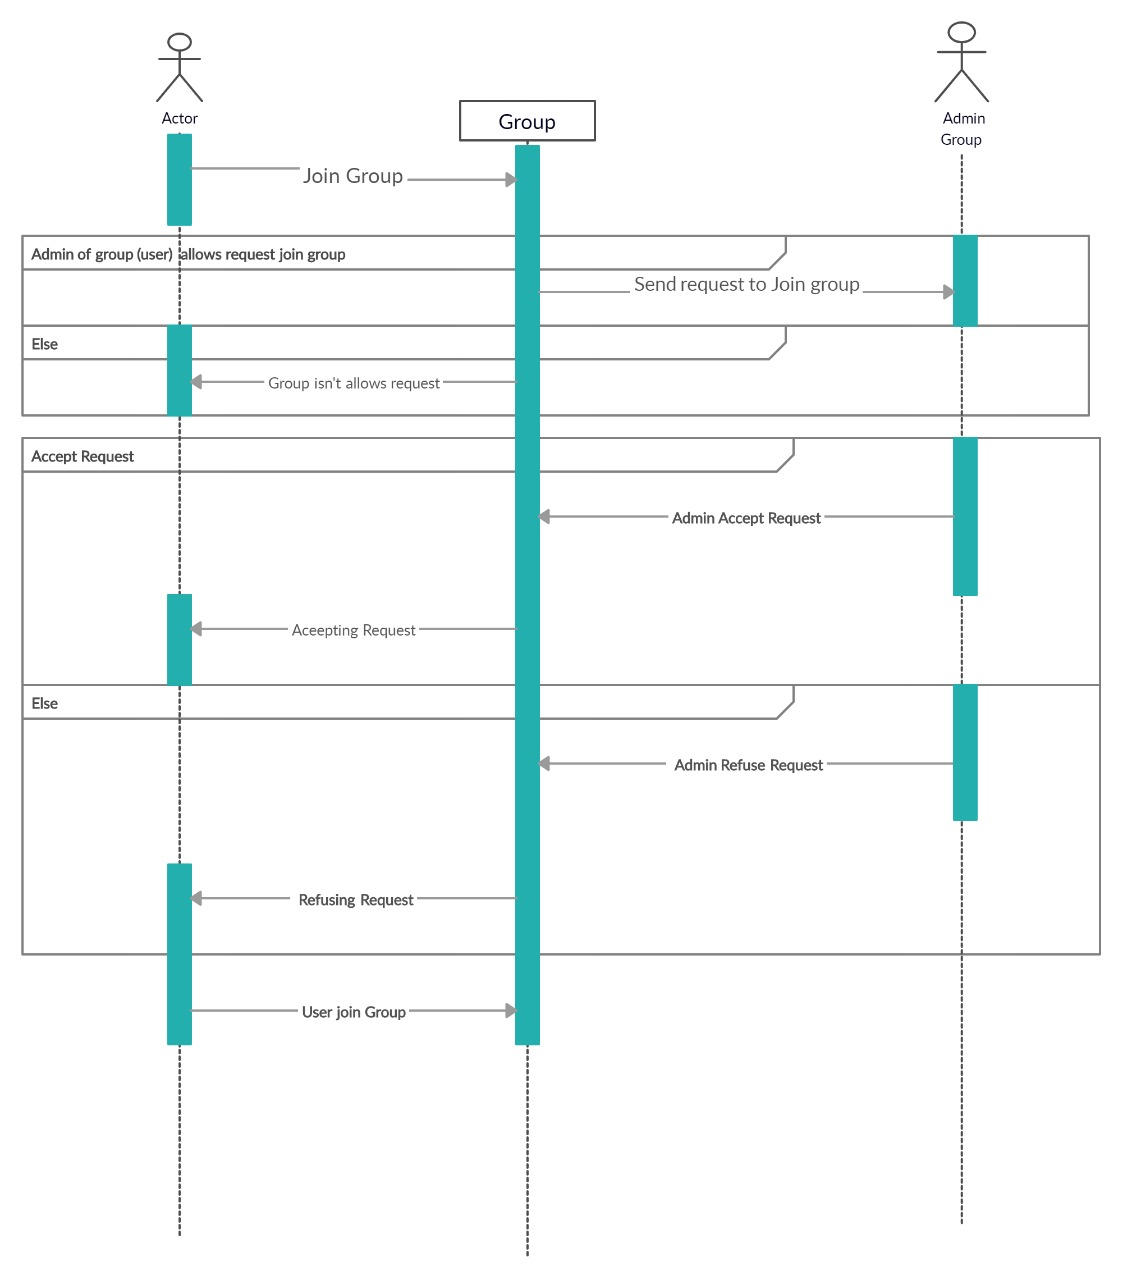 Actor
Admin
Group
Group
Join Group
Admin of group (user) allows request join group
Send request to Join group
Else
Group isn't allows request
Accept Request
Admin Accept Request
Aceepting Request
Else
Admin Refuse Request
Refusing Request
User join Group